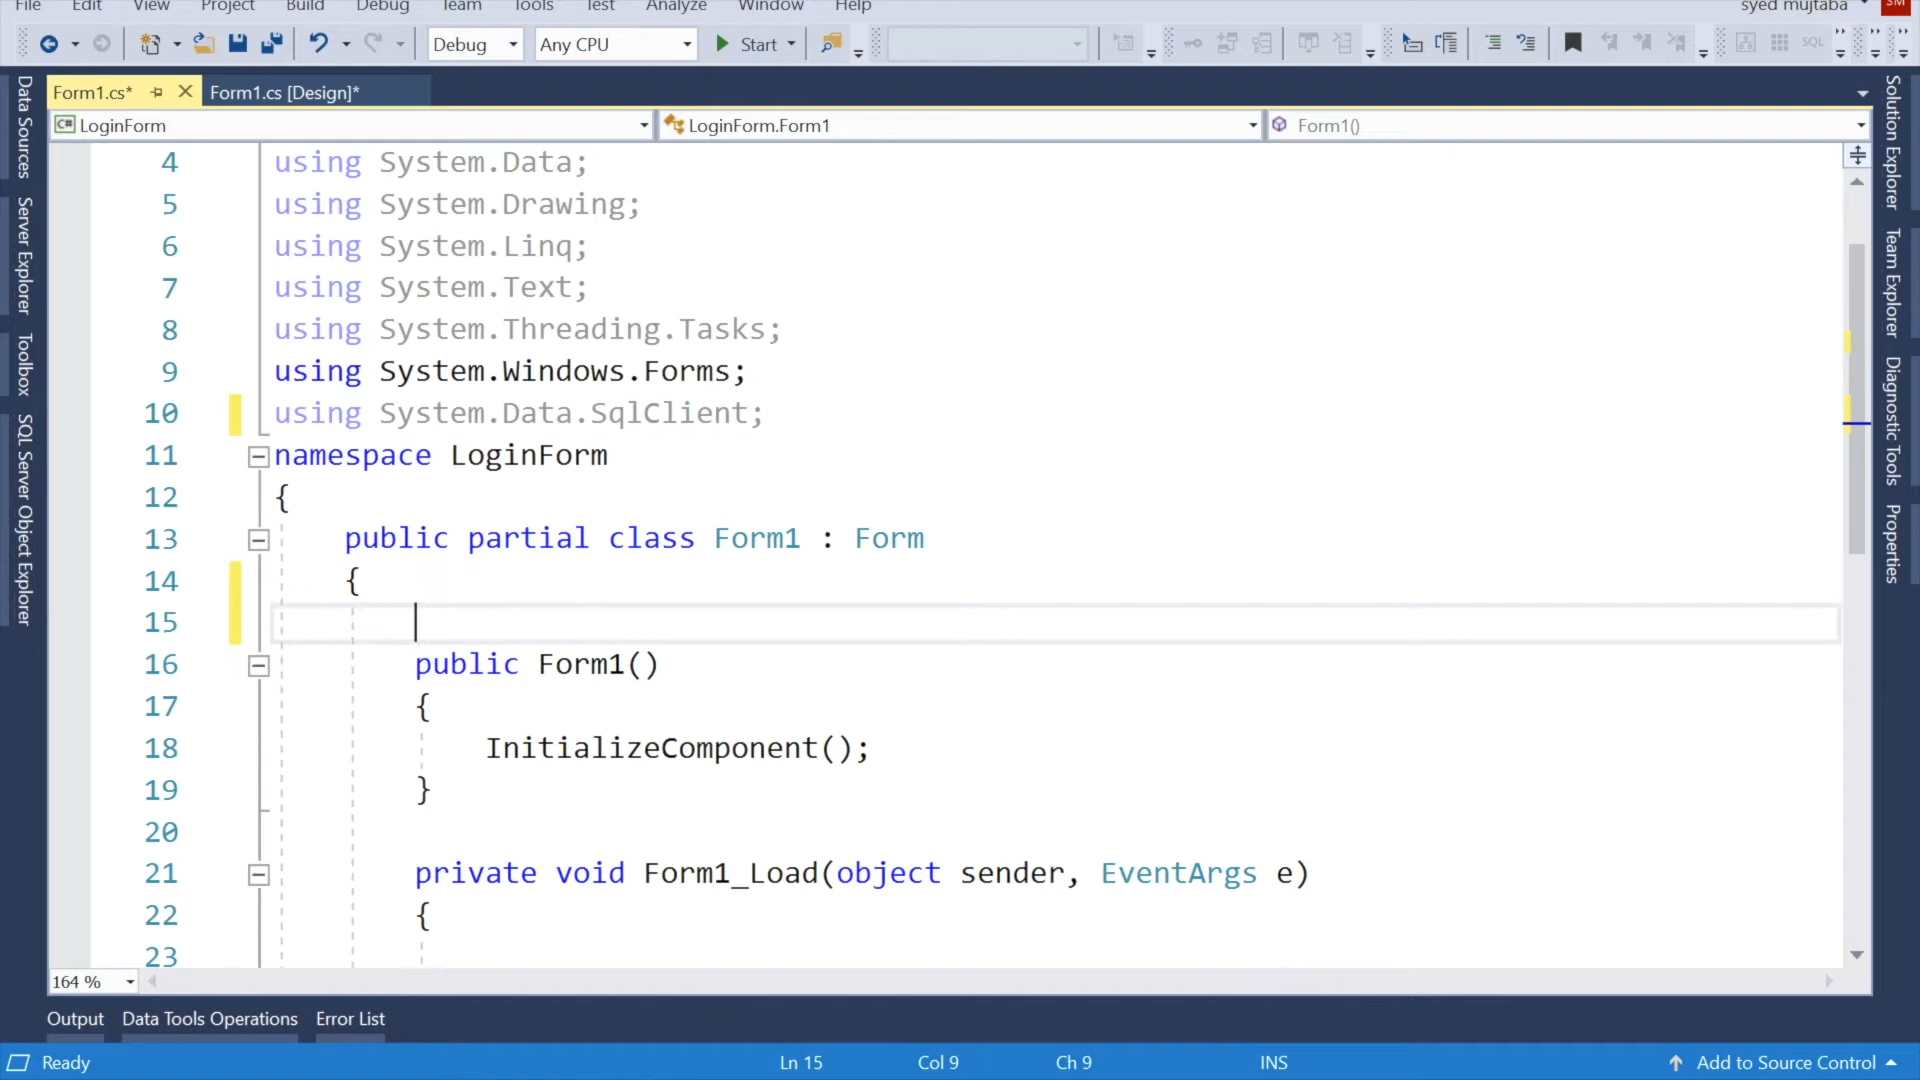 File Edit View Project Build Debug Team Tools Test Analyze Window Help syed mujtaba SM
Debug Any CPU Start SQL
Form1.cs* Form1.cs [Design]*
LoginForm LoginForm.Form1 Form1()
4 using System.Data;
5 using System.Drawing;
6 using System.Linq;
7 using System.Text;
8 using System.Threading.Tasks;
9 using System.Windows.Forms;
10 using System.Data.SqlClient;
11 namespace LoginForm
12 {
13 public partial class Form1 : Form
14 {
15
16 public Form1()
17 {
18 InitializeComponent();
19 }
20
21 private void Form1_Load(object sender, EventArgs e)
22 {
23
164 %
Data Sources
Server Explorer
Toolbox
SQL Server Object Explorer
Solution Explorer
Team Explorer
Diagnostic Tools
Properties
Output Data Tools Operations Error List
Ready Ln 15 Col 9 Ch 9 INS Add to Source Control